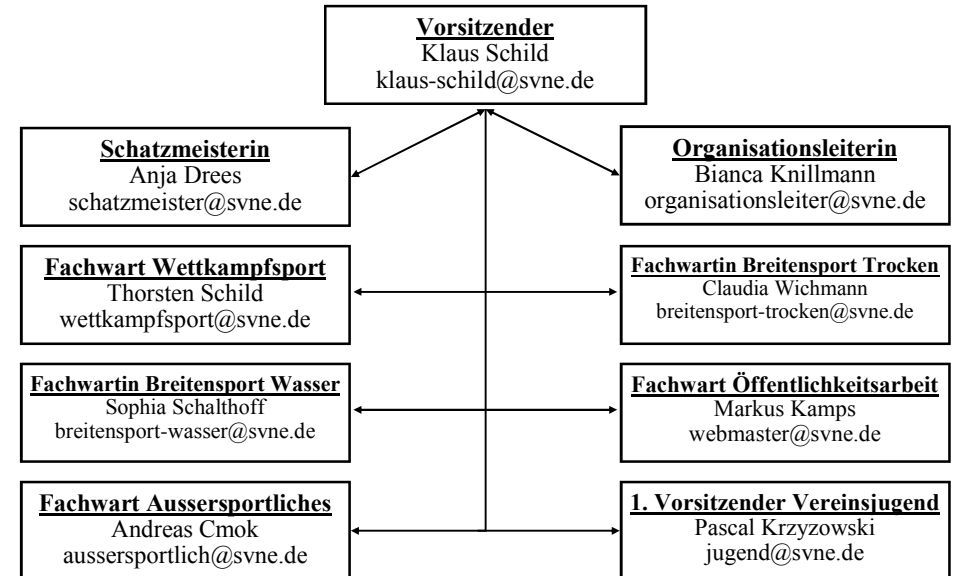 Vorsitzender
Klaus Schild
klaus-schild@svne.de
Schatzmeisterin
Anja Drees
schatzmeister@svne.de
Organisationsleiterin
Bianca Knillmann
organisationsleiter@svne.de
Fachwart Wettkampfsport
Thorsten Schild
wettkampfsport@svne.de
Fachwartin Breitensport Trocken
Claudia Wichmann
breitensport-trocken@svne.de
Fachwartin Breitensport Wasser
Sophia Schalthoff
breitensport-wasser@svne.de
Fachwart Öffentlichkeitsarbeit
Markus Kamps
webmaster@svne.de
Fachwart Aussersportliches
Andreas Cmok
aussersportlich@svne.de
1. Vorsitzender Vereinsjugend
Pascal Krzyzowski
jugend@svne.de